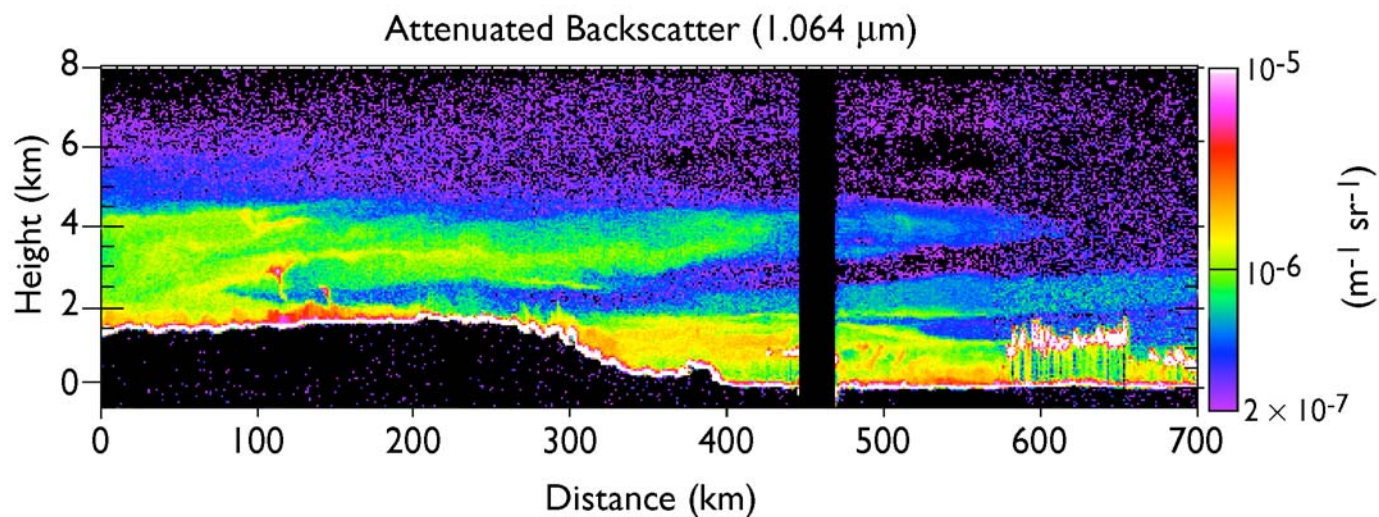 Attenuated Backscatter (1.064 μm)
8
6
4
2
0
Height (km)
0 100 200 300 400 500 600 700
Distance (km)
10-5
10-6
2 × 10-7
(m-1 sr-1)